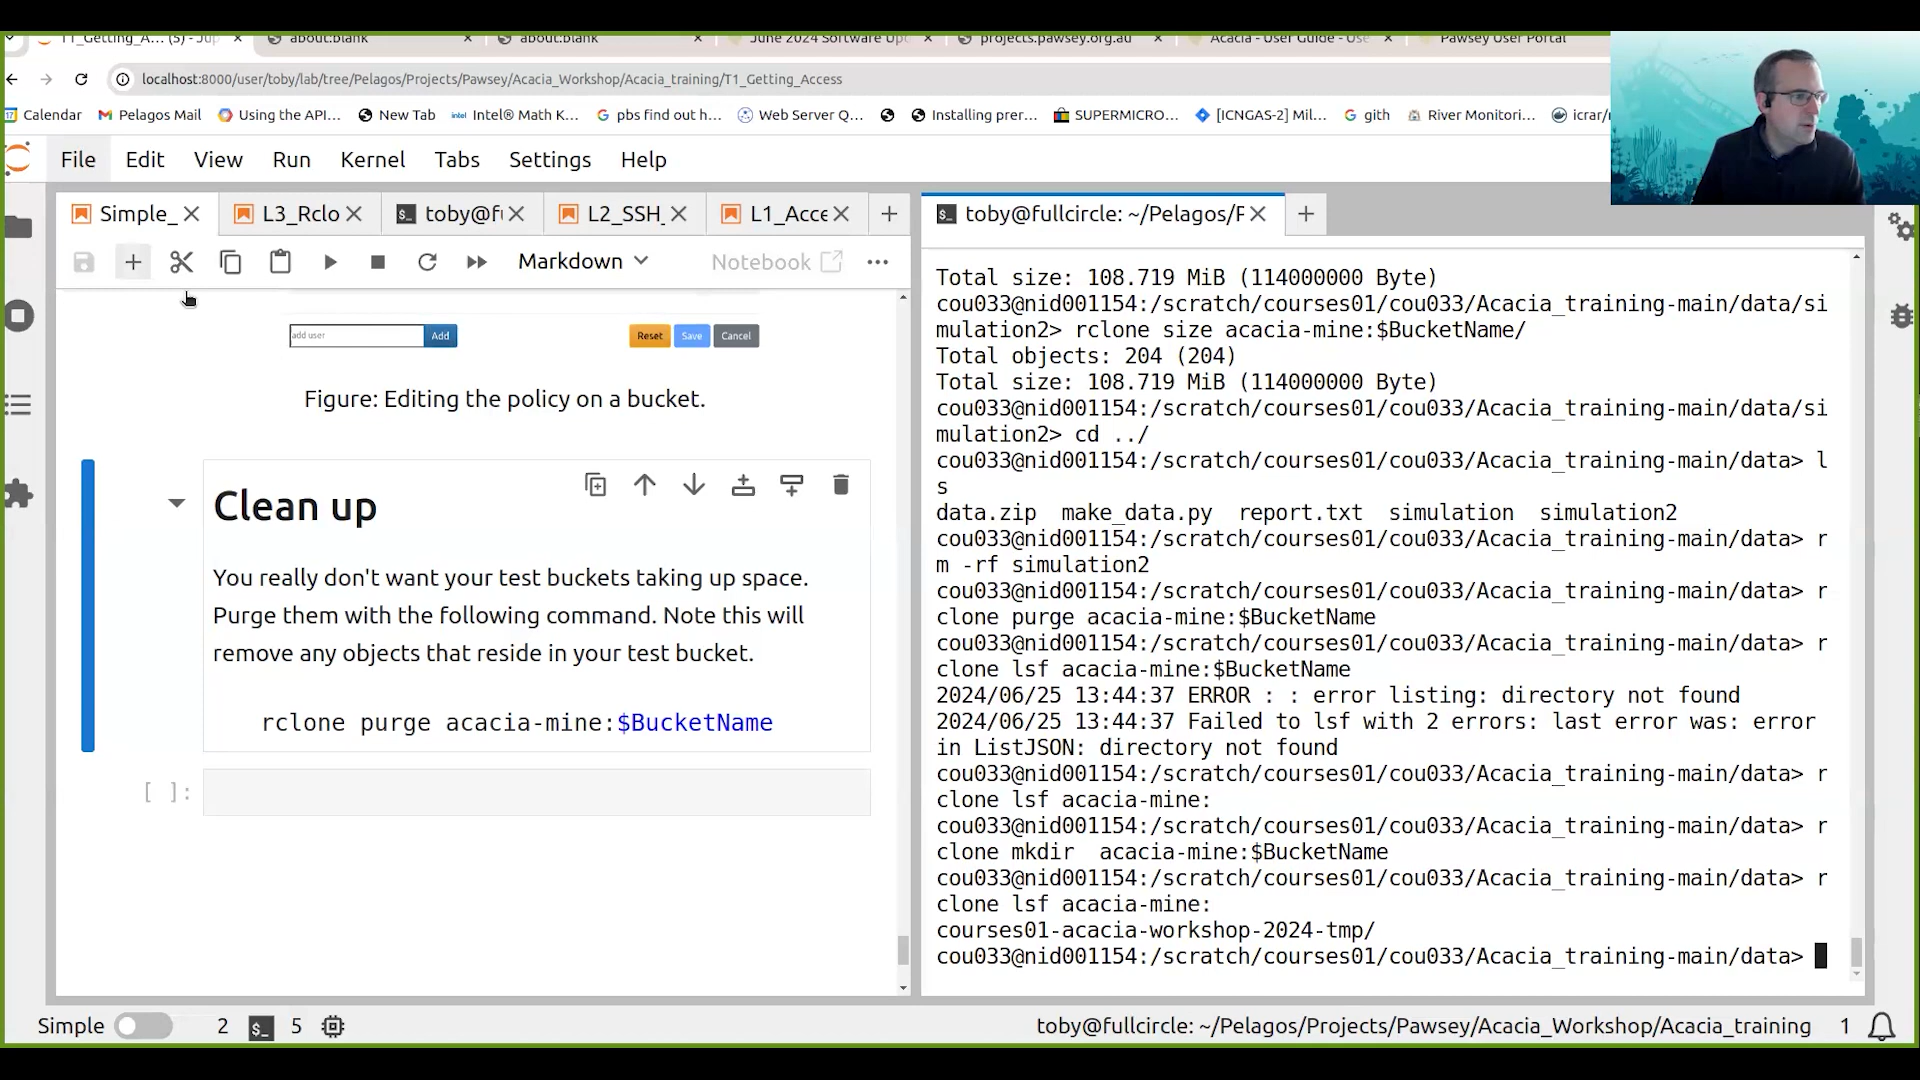 T1_Getting_A... (5) - Jup
about:blank
about:blank
June 2024 Software Up
projects.pawsey.org.au
Acacia - User Guide - Use
Pawsey User Portal
localhost:8000/user/toby/lab/tree/Pelagos/Projects/Pawsey/Acacia_Workshop/Acacia_training/T1_Getting_Access
Calendar
Pelagos Mail
Using the API...
New Tab
Intel® Math K...
pbs find out h...
Web Server Q...
Installing prer...
SUPERMICRO...
[ICNGAS-2] Mil...
gith
River Monitori...
icrar/r
File Edit View Run Kernel Tabs Settings Help
Simple_
L3_Rclo
toby@f
L2_SSH_
L1_Acce
toby@fullcircle: ~/Pelagos/F
Markdown
Notebook
add user
Add
Reset
Save
Cancel
Figure: Editing the policy on a bucket.
Clean up
You really don't want your test buckets taking up space.
Purge them with the following command. Note this will
remove any objects that reside in your test bucket.
rclone purge acacia-mine:$BucketName
[ ]:
Total size: 108.719 MiB (114000000 Byte)
cou033@nid001154:/scratch/courses01/cou033/Acacia_training-main/data/si
mulation2> rclone size acacia-mine:$BucketName/
Total objects: 204 (204)
Total size: 108.719 MiB (114000000 Byte)
cou033@nid001154:/scratch/courses01/cou033/Acacia_training-main/data/si
mulation2> cd ../
cou033@nid001154:/scratch/courses01/cou033/Acacia_training-main/data> l
s
data.zip make_data.py report.txt simulation simulation2
cou033@nid001154:/scratch/courses01/cou033/Acacia_training-main/data> r
m -rf simulation2
cou033@nid001154:/scratch/courses01/cou033/Acacia_training-main/data> r
clone purge acacia-mine:$BucketName
cou033@nid001154:/scratch/courses01/cou033/Acacia_training-main/data> r
clone lsf acacia-mine:$BucketName
2024/06/25 13:44:37 ERROR : : error listing: directory not found
2024/06/25 13:44:37 Failed to lsf with 2 errors: last error was: error
in ListJSON: directory not found
cou033@nid001154:/scratch/courses01/cou033/Acacia_training-main/data> r
clone lsf acacia-mine:
cou033@nid001154:/scratch/courses01/cou033/Acacia_training-main/data> r
clone mkdir  acacia-mine:$BucketName
cou033@nid001154:/scratch/courses01/cou033/Acacia_training-main/data> r
clone lsf acacia-mine:
courses01-acacia-workshop-2024-tmp/
cou033@nid001154:/scratch/courses01/cou033/Acacia_training-main/data>
Simple
2
5
toby@fullcircle: ~/Pelagos/Projects/Pawsey/Acacia_Workshop/Acacia_training
1